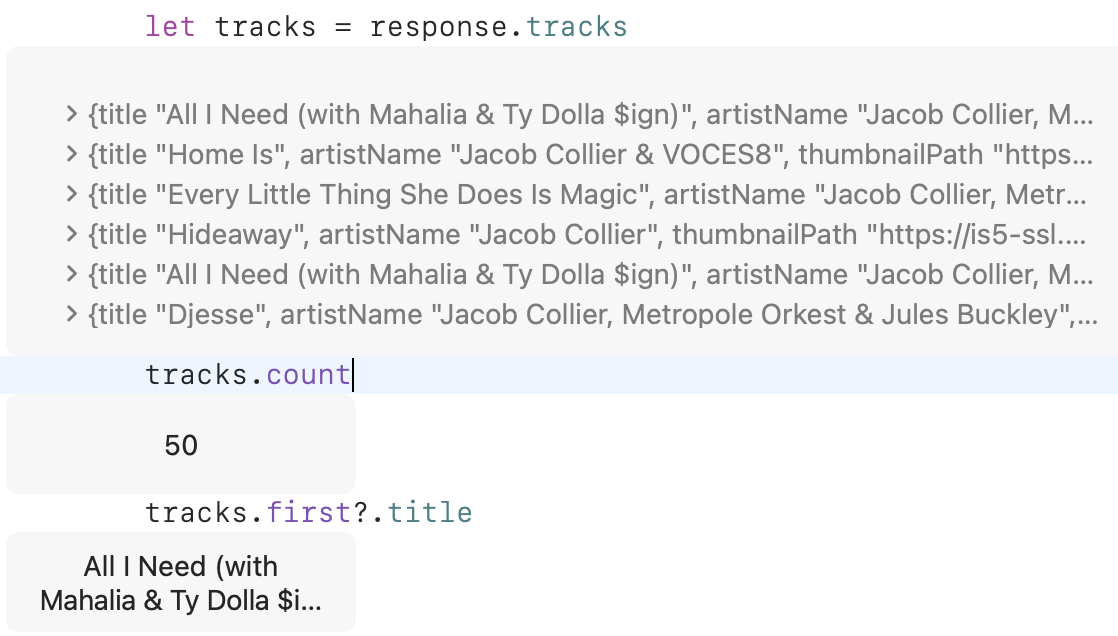 let tracks = response.tracks
> {title "All I Need (with Mahalia & Ty Dolla $ign)", artistName "Jacob Collier, M...
> {title "Home Is", artistName "Jacob Collier & VOCES8", thumbnailPath "https...
> {title "Every Little Thing She Does Is Magic", artistName "Jacob Collier, Metr...
> {title "Hideaway", artistName "Jacob Collier", thumbnailPath "https://is5-ssl....
> {title "All I Need (with Mahalia & Ty Dolla $ign)", artistName "Jacob Collier, M...
> {title "Djesse", artistName "Jacob Collier, Metropole Orkest & Jules Buckley",...
tracks.count
50
tracks.first?.title
All I Need (with
Mahalia & Ty Dolla $i...